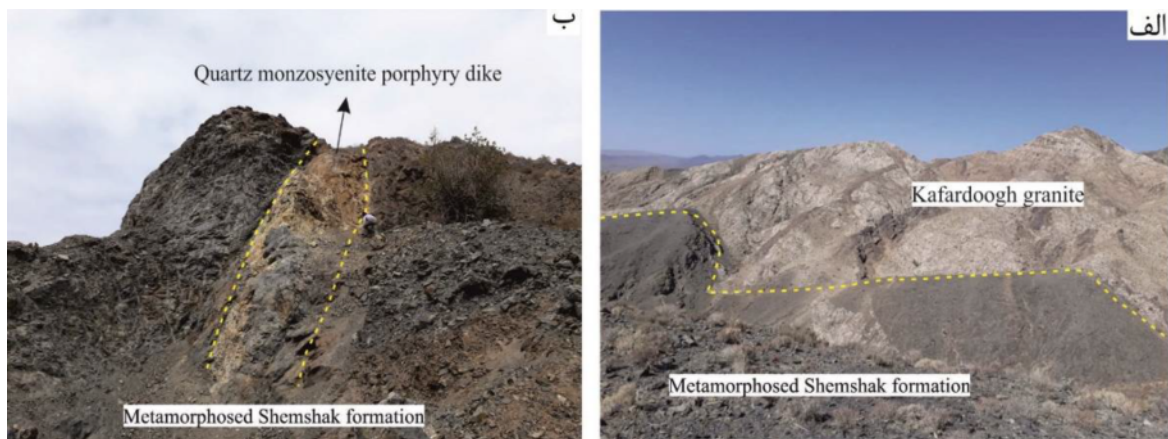 الف
Kafardoogh granite
Metamorphosed Shemshak formation
ب
Quartz monzosyenite porphyry dike
Metamorphosed Shemshak formation